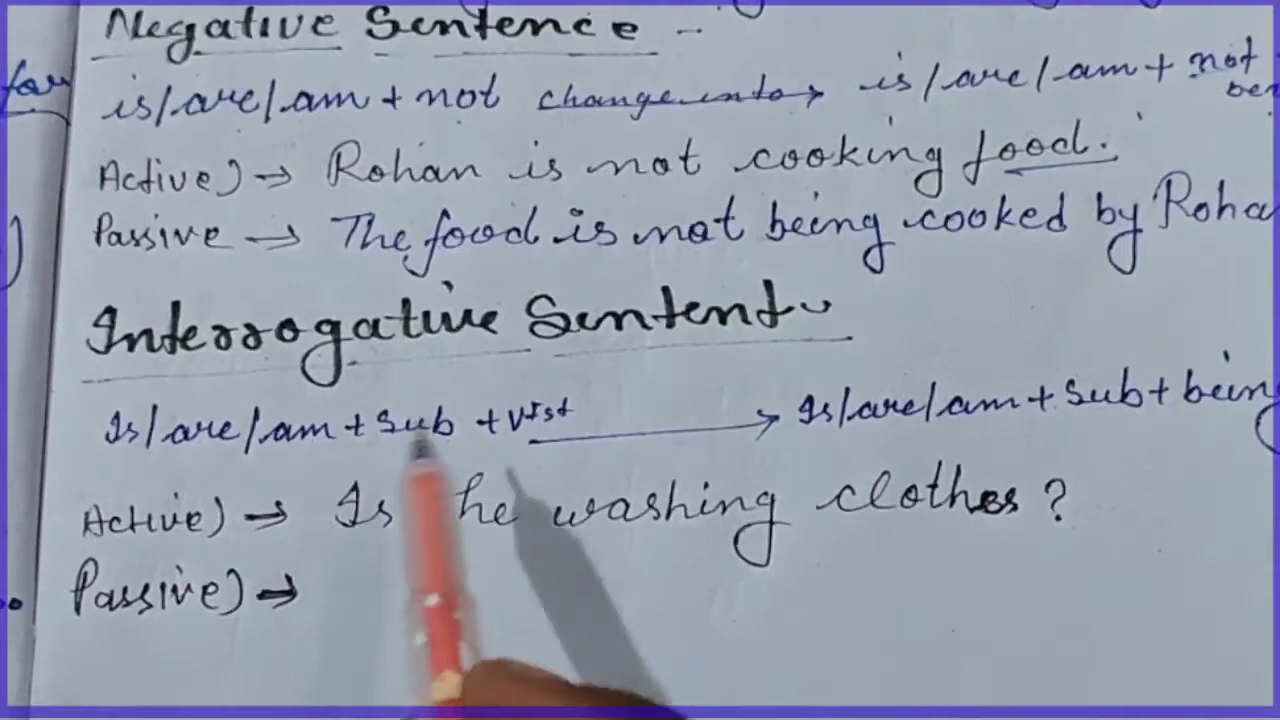 Negative Sentence
is/are/am + not change into → is/are/am + not
Active) → Rohan is not cooking food.
Passive → The food is not being cooked by Roha
Interrogative Sentence
Is/are/am + Sub + V1st → Is/are/am + Sub + being
Active) → Is he washing clothes?
Passive) →